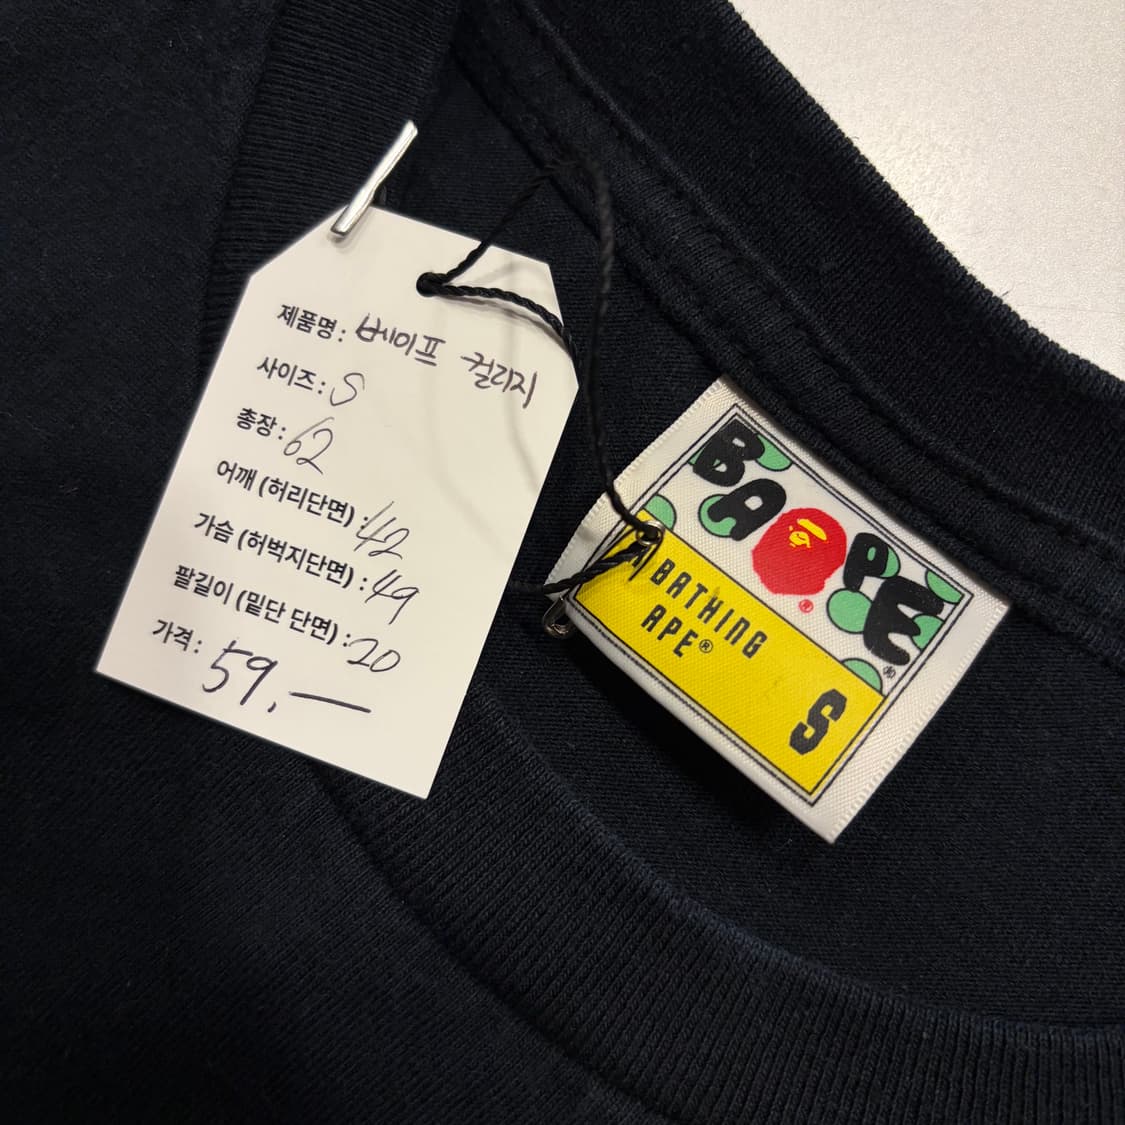 제품명: 베이프 컬리지
사이즈: S
총장: 62
어깨 (허리단면) : 42
가슴 (허벅지단면) : 49
팔길이 (밑단 단면) : 20
가격: 59.—
BAPE®
A BATHING
APE®
S